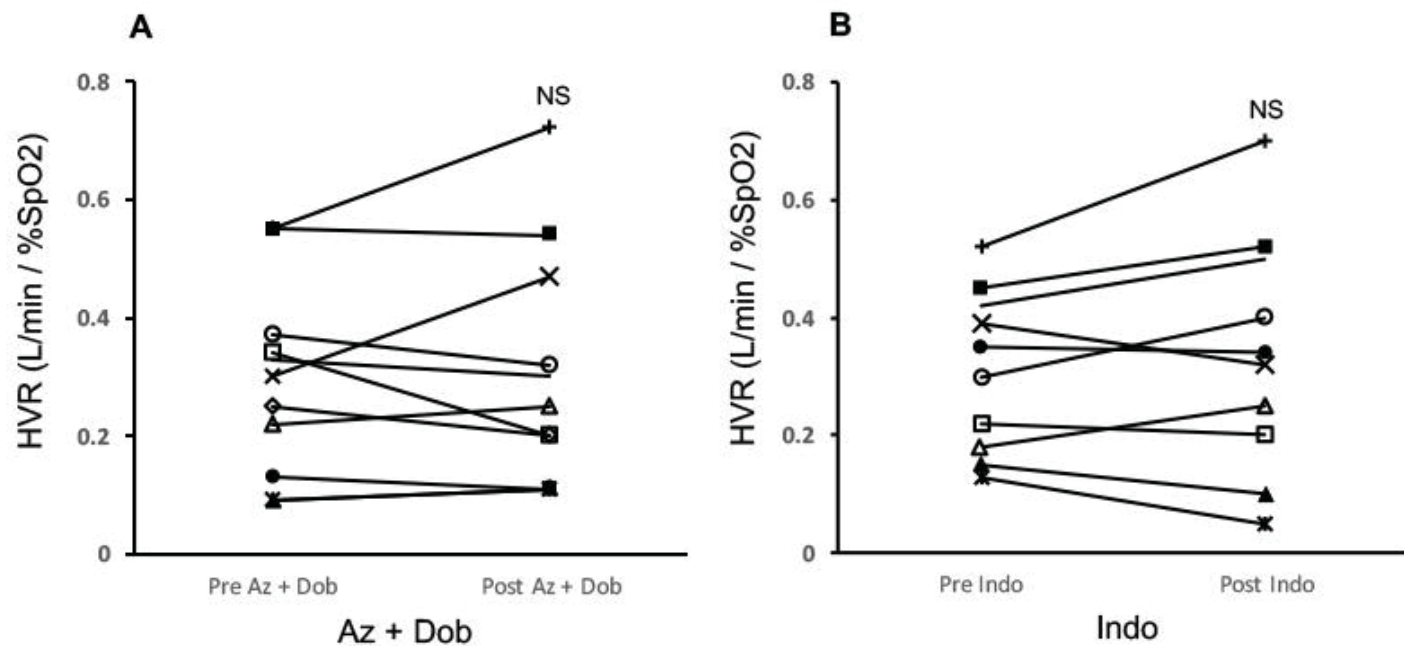 A
HVR (L/min / %SpO2)
0.8
0.6
0.4
0.2
0
NS
Pre Az + Dob
Post Az + Dob
Az + Dob
B
HVR (L/min / %SpO2)
0.8
0.6
0.4
0.2
0
NS
Pre Indo
Post Indo
Indo